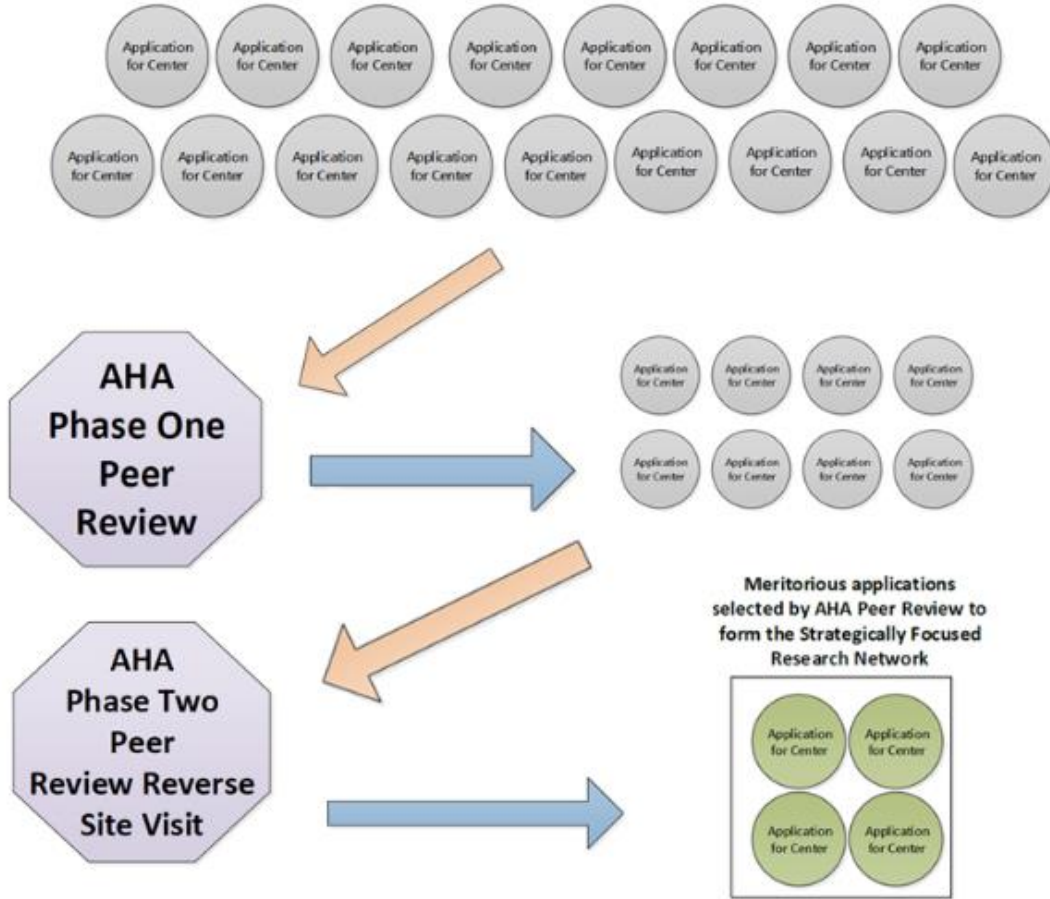 Application
for Center
Application
for Center
Application
for Center
Application
for Center
Application
for Center
Application
for Center
Application
for Center
Application
for Center
Application
for Center
Application
for Center
Application
for Center
Application
for Center
Application
for Center
Application
for Center
Application
for Center
Application
for Center
Application
for Center
AHA
Phase One
Peer
Review
Application
for Center
Application
for Center
Application
for Center
Application
for Center
Application
for Center
Application
for Center
Application
for Center
Application
for Center
AHA
Phase Two
Peer
Review Reverse
Site Visit
Meritorious applications
selected by AHA Peer Review to
form the Strategically Focused
Research Network
Application
for Center
Application
for Center
Application
for Center
Application
for Center